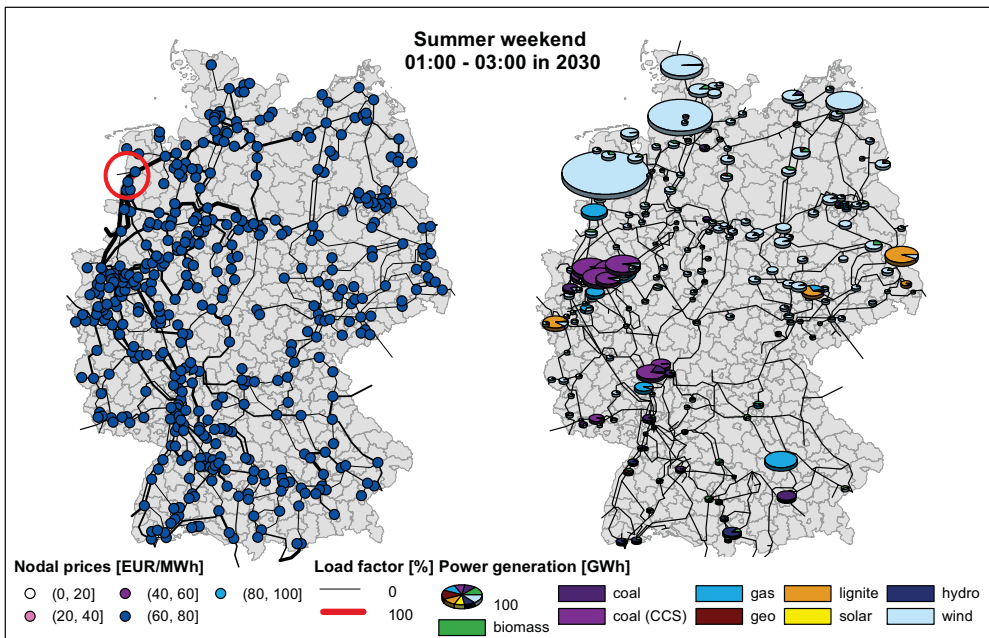 Summer weekend
01:00 - 03:00 in 2030
Nodal prices [EUR/MWh]
(0, 20]
(20, 40]
(40, 60]
(60, 80]
(80, 100]
Load factor [%]
0
100
Power generation [GWh]
100
biomass
coal
coal (CCS)
gas
geo
lignite
solar
hydro
wind